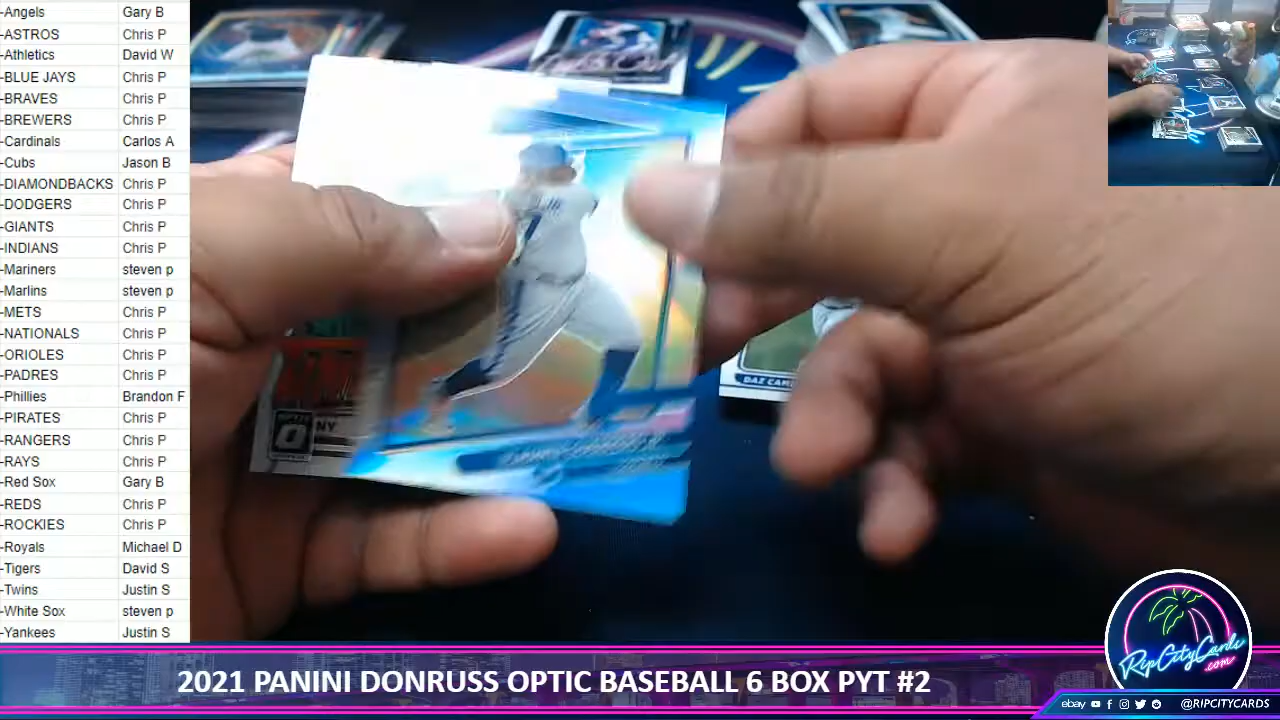 -Angels Gary B
-ASTROS Chris P
-Athletics David W
-BLUE JAYS Chris P
-BRAVES Chris P
-BREWERS Chris P
-Cardinals Carlos A
-Cubs Jason B
-DIAMONDBACKS Chris P
-DODGERS Chris P
-GIANTS Chris P
-INDIANS Chris P
-Mariners steven p
-Marlins steven p
-METS Chris P
-NATIONALS Chris P
-ORIOLES Chris P
-PADRES Chris P
-Phillies Brandon F
-PIRATES Chris P
-RANGERS Chris P
-RAYS Chris P
-Red Sox Gary B
-REDS Chris P
-ROCKIES Chris P
-Royals Michael D
-Tigers David S
-Twins Justin S
-White Sox steven p
-Yankees Justin S
NY
DAZ CAM
RipCityCards
.com
2021 PANINI DONRUSS OPTIC BASEBALL 6 BOX PYT #2
ebay @RIPCITYCARDS